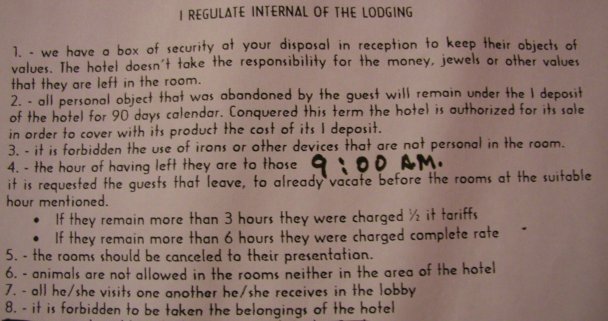 I REGULATE INTERNAL OF THE LODGING
1. - we have a box of security at your disposal in reception to keep their objects of
values. The hotel doesn't take the responsibility for the money, jewels or other values
that they are left in the room.
2. - all personal object that was abandoned by the guest will remain under the I deposit
of the hotel for 90 days calendar. Conquered this term the hotel is authorized for its sale
in order to cover with its product the cost of its I deposit.
3. - it is forbidden the use of irons or other devices that are not personal in the room.
4. - the hour of having left they are to those 9:00 AM.
it is requested the guests that leave, to already vacate before the rooms at the suitable
hour mentioned.
• If they remain more than 3 hours they were charged ½ it tariffs
• If they remain more than 6 hours they were charged complete rate
5. - the rooms should be canceled to their presentation.
6. - animals are not allowed in the rooms neither in the area of the hotel
7. - all he/she visits one another he/she receives in the lobby
8. - it is forbidden to be taken the belongings of the hotel